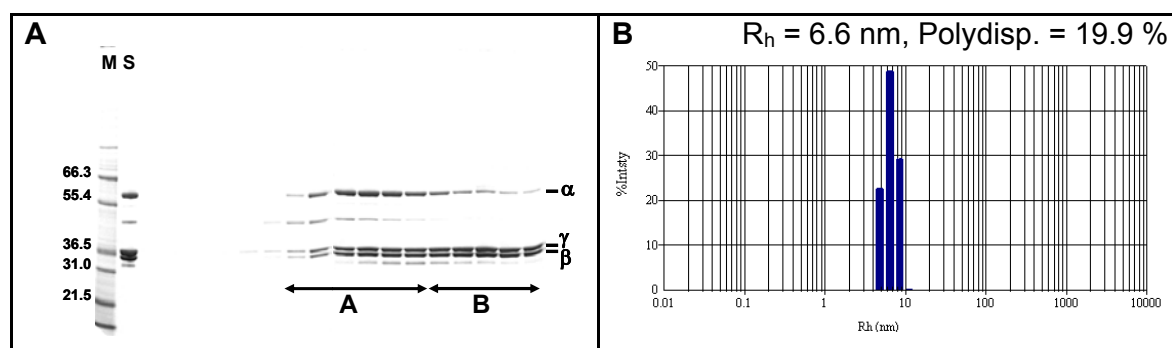 A
M S
66.3
55.4
36.5
31.0
21.5
α
γ
β
A B
B
Rh = 6.6 nm, Polydisp. = 19.9 %
50
40
30
20
10
0
%Intsty
0.01 0.1 1 10 100 1000 10000
Rh (nm)